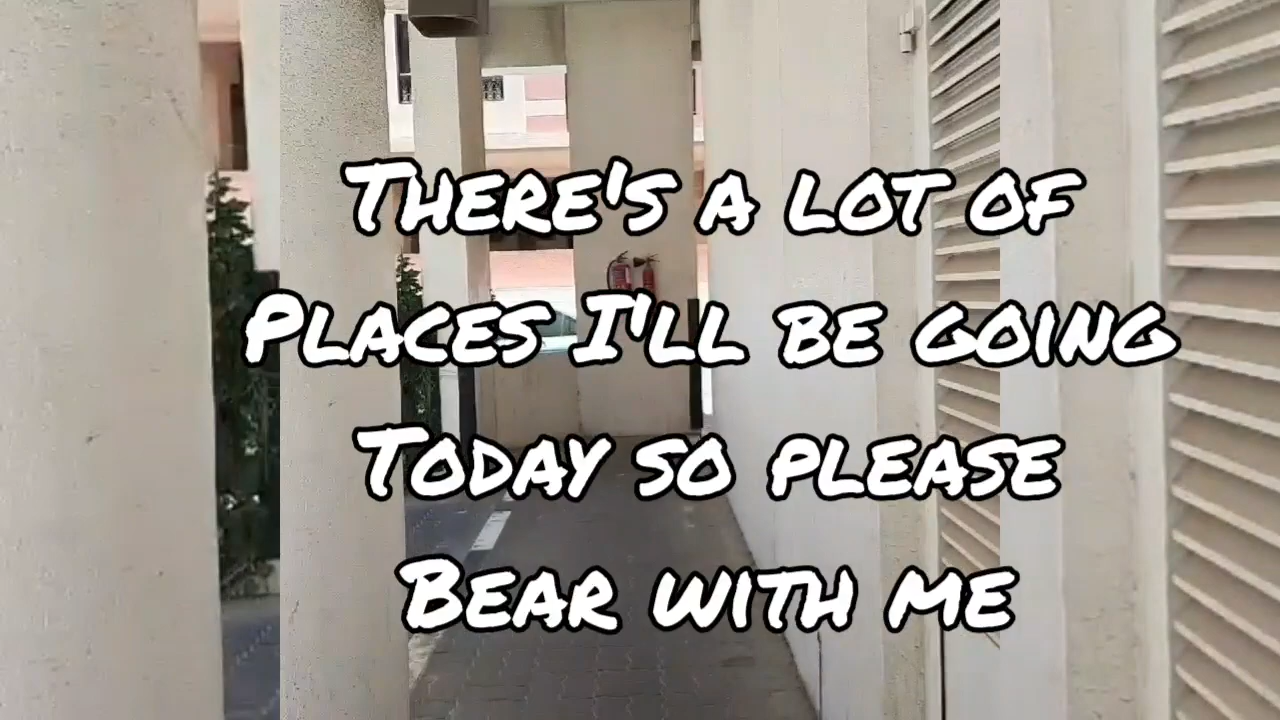 There's a lot of
Places I'll be going
Today so please
Bear with me